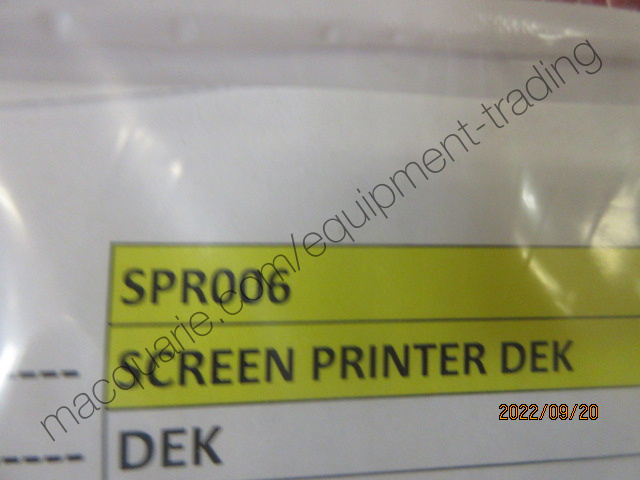 macquarie.com/equipment-trading
SPR006
SCREEN PRINTER DEK
---
2022/09/20
----- DEK